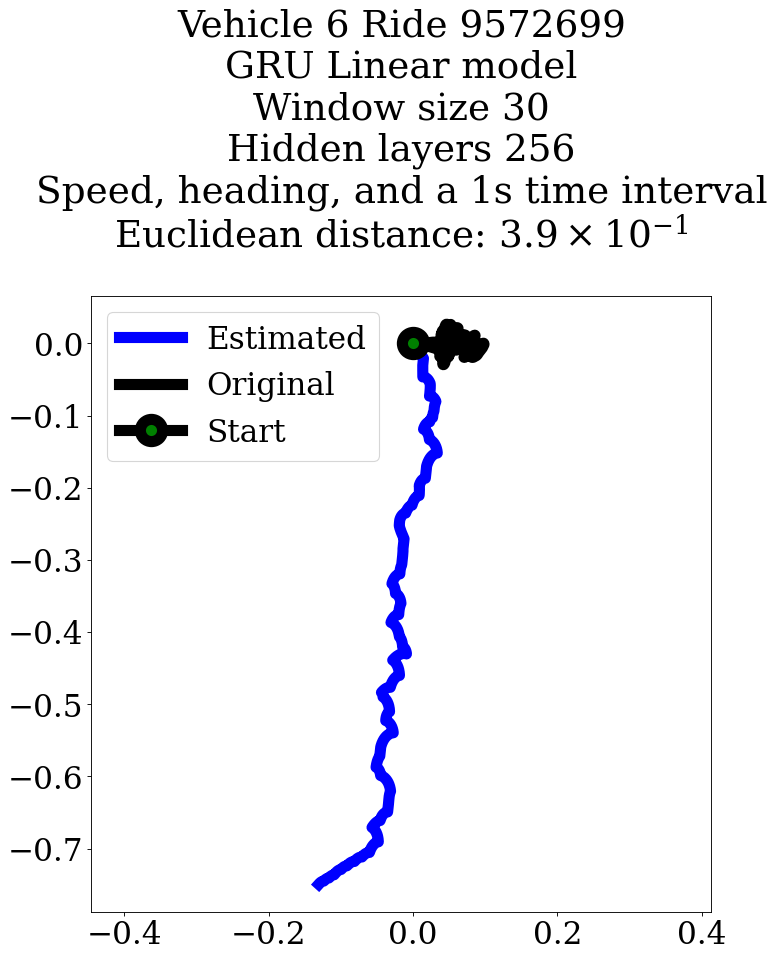 Vehicle 6 Ride 9572699
GRU Linear model
Window size 30
Hidden layers 256
Speed, heading, and a 1s time interval
Euclidean distance: 3.9 × 10⁻¹
Estimated
Original
Start
0.0
−0.1
−0.2
−0.3
−0.4
−0.5
−0.6
−0.7
−0.4 −0.2 0.0 0.2 0.4